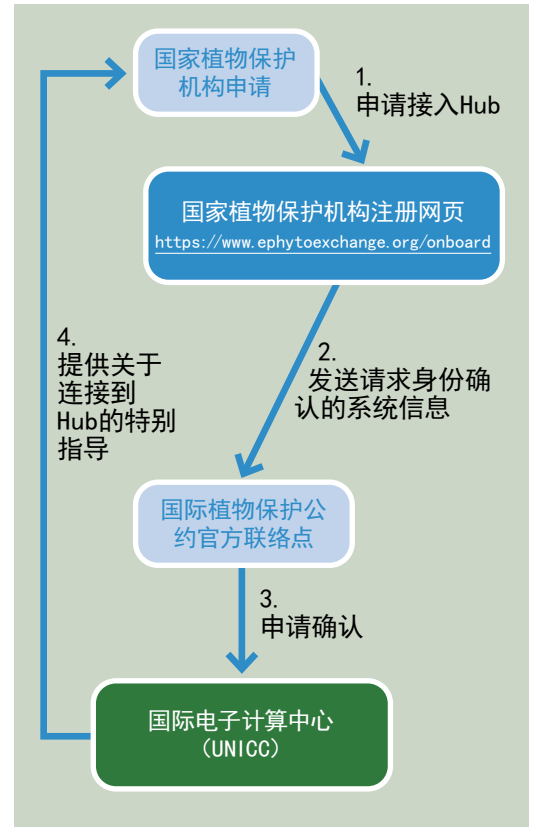 国家植物保护
机构申请
1.
申请接入Hub
国家植物保护机构注册网页
https://www.ephytoexchange.org/onboard
2.
发送请求身份确
认的系统信息
4.
提供关于
连接到
Hub的特别
指导
国际植物保护公
约官方联络点
3.
申请确认
国际电子计算中心
(UNICC)